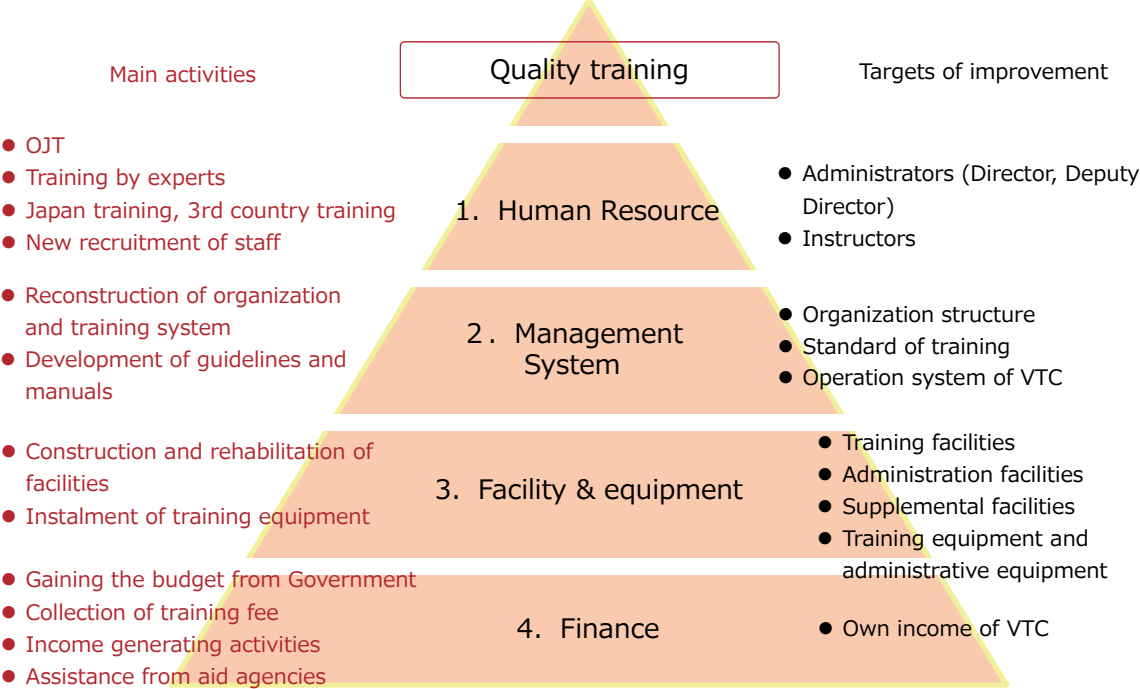 Main activities
Quality training
Targets of improvement
● OJT
● Training by experts
● Japan training, 3rd country training
● New recruitment of staff
1. Human Resource
● Administrators (Director, Deputy
Director)
● Instructors
● Reconstruction of organization
and training system
● Development of guidelines and
manuals
2. Management
System
● Organization structure
● Standard of training
● Operation system of VTC
● Construction and rehabilitation of
facilities
● Instalment of training equipment
3. Facility & equipment
● Training facilities
● Administration facilities
● Supplemental facilities
● Training equipment and
administrative equipment
● Gaining the budget from Government
● Collection of training fee
● Income generating activities
● Assistance from aid agencies
4. Finance
● Own income of VTC